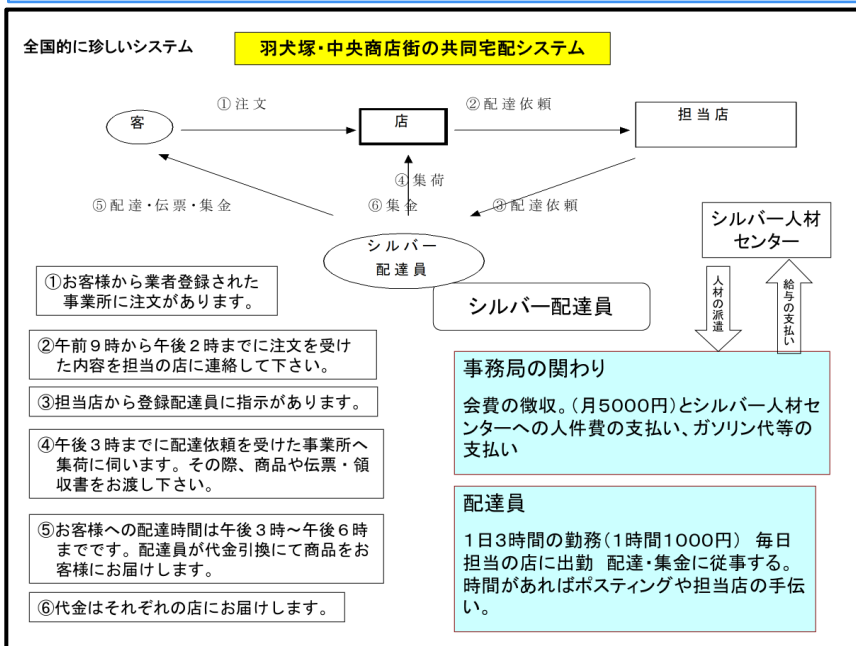 全国的に珍しいシステム
羽犬塚・中央商店街の共同宅配システム
①注文
②配達依頼
客
店
担当店
④集荷
⑤配達・伝票・集金
⑥集金
③配達依頼
シルバー
配達員
シルバー人材
センター
シルバー配達員
人材の派遣
給与の支払い
①お客様から業者登録された
事業所に注文があります。
②午前9時から午後2時までに注文を受け
た内容を担当の店に連絡して下さい。
③担当店から登録配達員に指示があります。
④午後3時までに配達依頼を受けた事業所へ
集荷に伺います。その際、商品や伝票・領
収書をお渡し下さい。
⑤お客様への配達時間は午後3時~午後6時
までです。配達員が代金引換にて商品をお
客様にお届けします。
⑥代金はそれぞれの店にお届けします。
事務局の関わり
会費の徴収。(月5000円)とシルバー人材セ
ンターへの人件費の支払い、ガソリン代等の
支払い
配達員
1日3時間の勤務(1時間1000円) 毎日
担当の店に出勤 配達・集金に従事する。
時間があればポスティングや担当店の手伝
い。